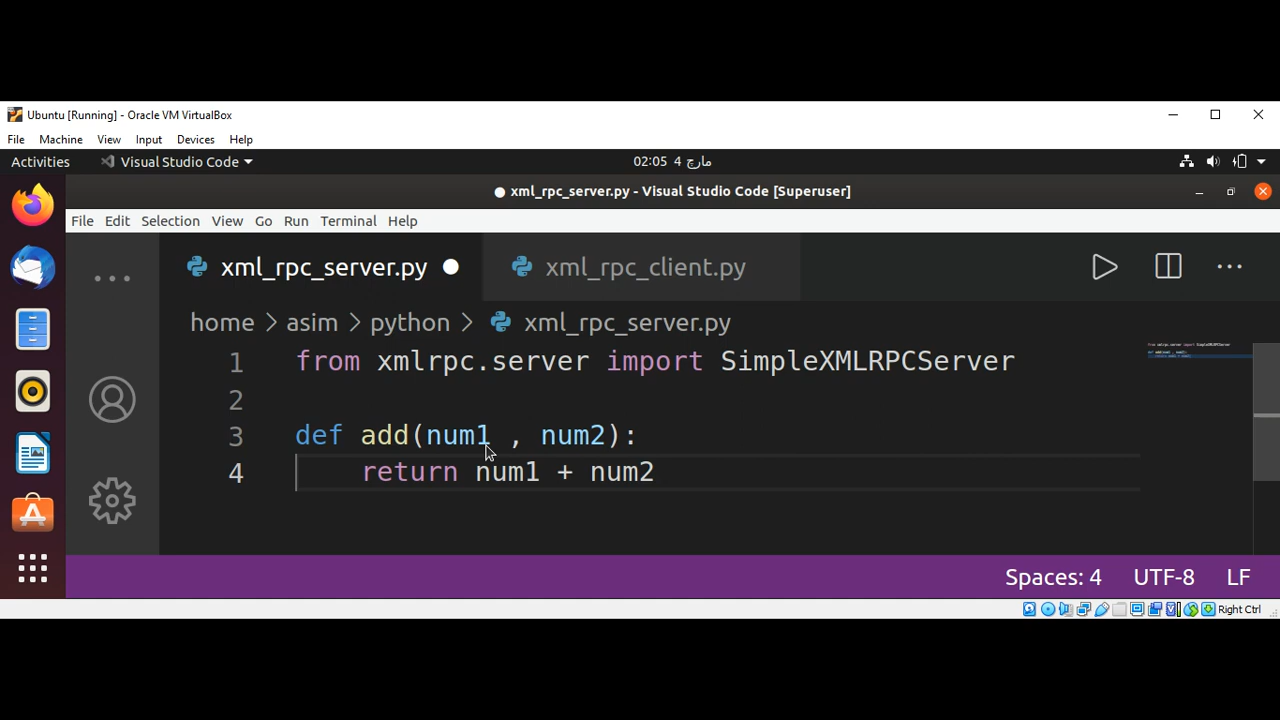 Ubuntu [Running] - Oracle VM VirtualBox
File Machine View Input Devices Help
Activities Visual Studio Code 02:05 4 مارچ
xml_rpc_server.py - Visual Studio Code [Superuser]
File Edit Selection View Go Run Terminal Help
xml_rpc_server.py xml_rpc_client.py
home > asim > python > xml_rpc_server.py
1 from xmlrpc.server import SimpleXMLRPCServer
2
3 def add(num1 , num2):
4 return num1 + num2
Spaces: 4 UTF-8 LF
Right Ctrl